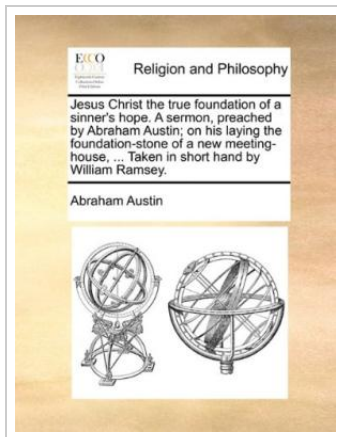 ECCO
Religion and Philosophy
Jesus Christ the true foundation of a
sinner's hope. A sermon, preached
by Abraham Austin; on his laying the
foundation-stone of a new meeting-
house, ... Taken in short hand by
William Ramsey.
Abraham Austin